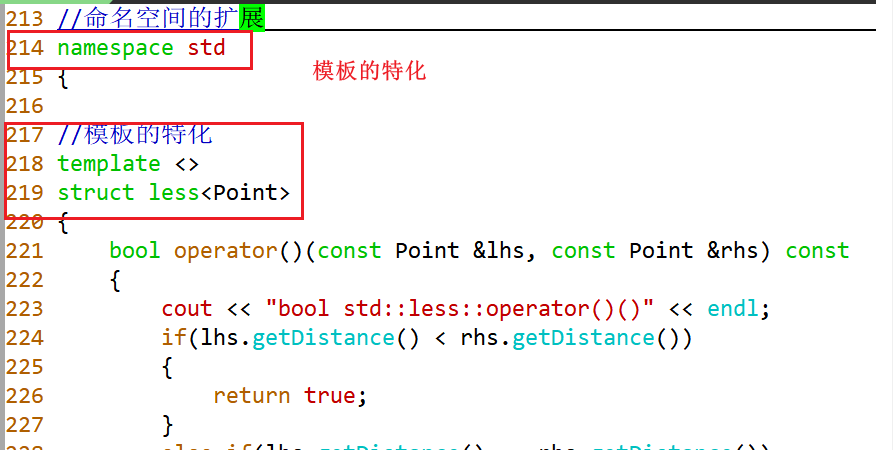 213 //命名空间的扩展
214 namespace std
模板的特化
215 {
216
217 //模板的特化
218 template <>
219 struct less<Point>
220 {
221 bool operator()(const Point &lhs, const Point &rhs) const
222 {
223 cout << "bool std::less::operator()()" << endl;
224 if(lhs.getDistance() < rhs.getDistance())
225 {
226 return true;
227 }